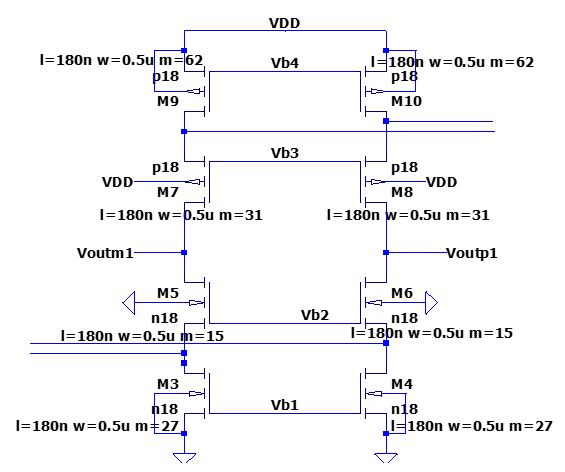 VDD
l=180n w=0.5u m=62
l=180n w=0.5u m=62
Vb4
p18
p18
M9
M10
Vb3
p18
p18
VDD
VDD
M7
M8
l=180n w=0.5u m=31
l=180n w=0.5u m=31
Voutm1
Voutp1
M5
M6
Vb2
n18
n18
l=180n w=0.5u m=15
l=180n w=0.5u m=15
M3
M4
Vb1
n18
n18
l=180n w=0.5u m=27
l=180n w=0.5u m=27